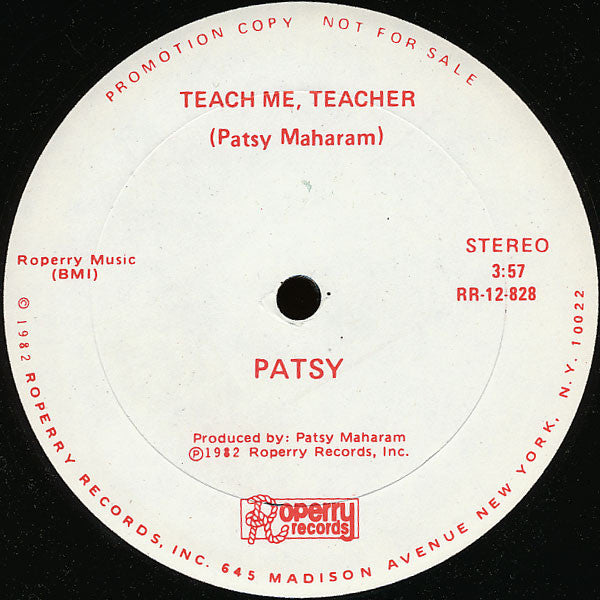 PROMOTION COPY NOT FOR SALE
TEACH ME, TEACHER
(Patsy Maharam)
Roperry Music
(BMI)
STEREO
3:57
RR-12-828
PATSY
Produced by: Patsy Maharam
Ⓟ1982 Roperry Records, Inc.
Roperry
records
© 1982 ROPERRY RECORDS, INC. 645 MADISON AVENUE NEW YORK, N.Y. 10022